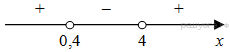 + − +
0,4 4 x